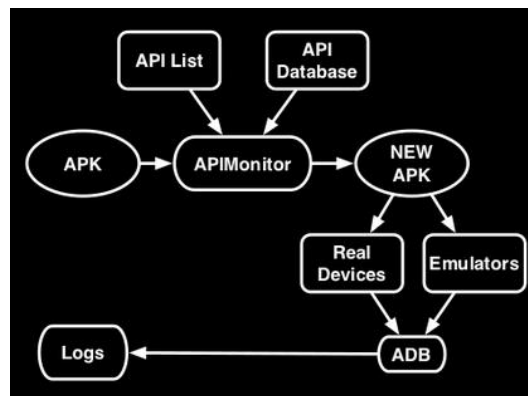 API List
API
Database
APK
APIMonitor
NEW
APK
Real
Devices
Emulators
Logs
ADB